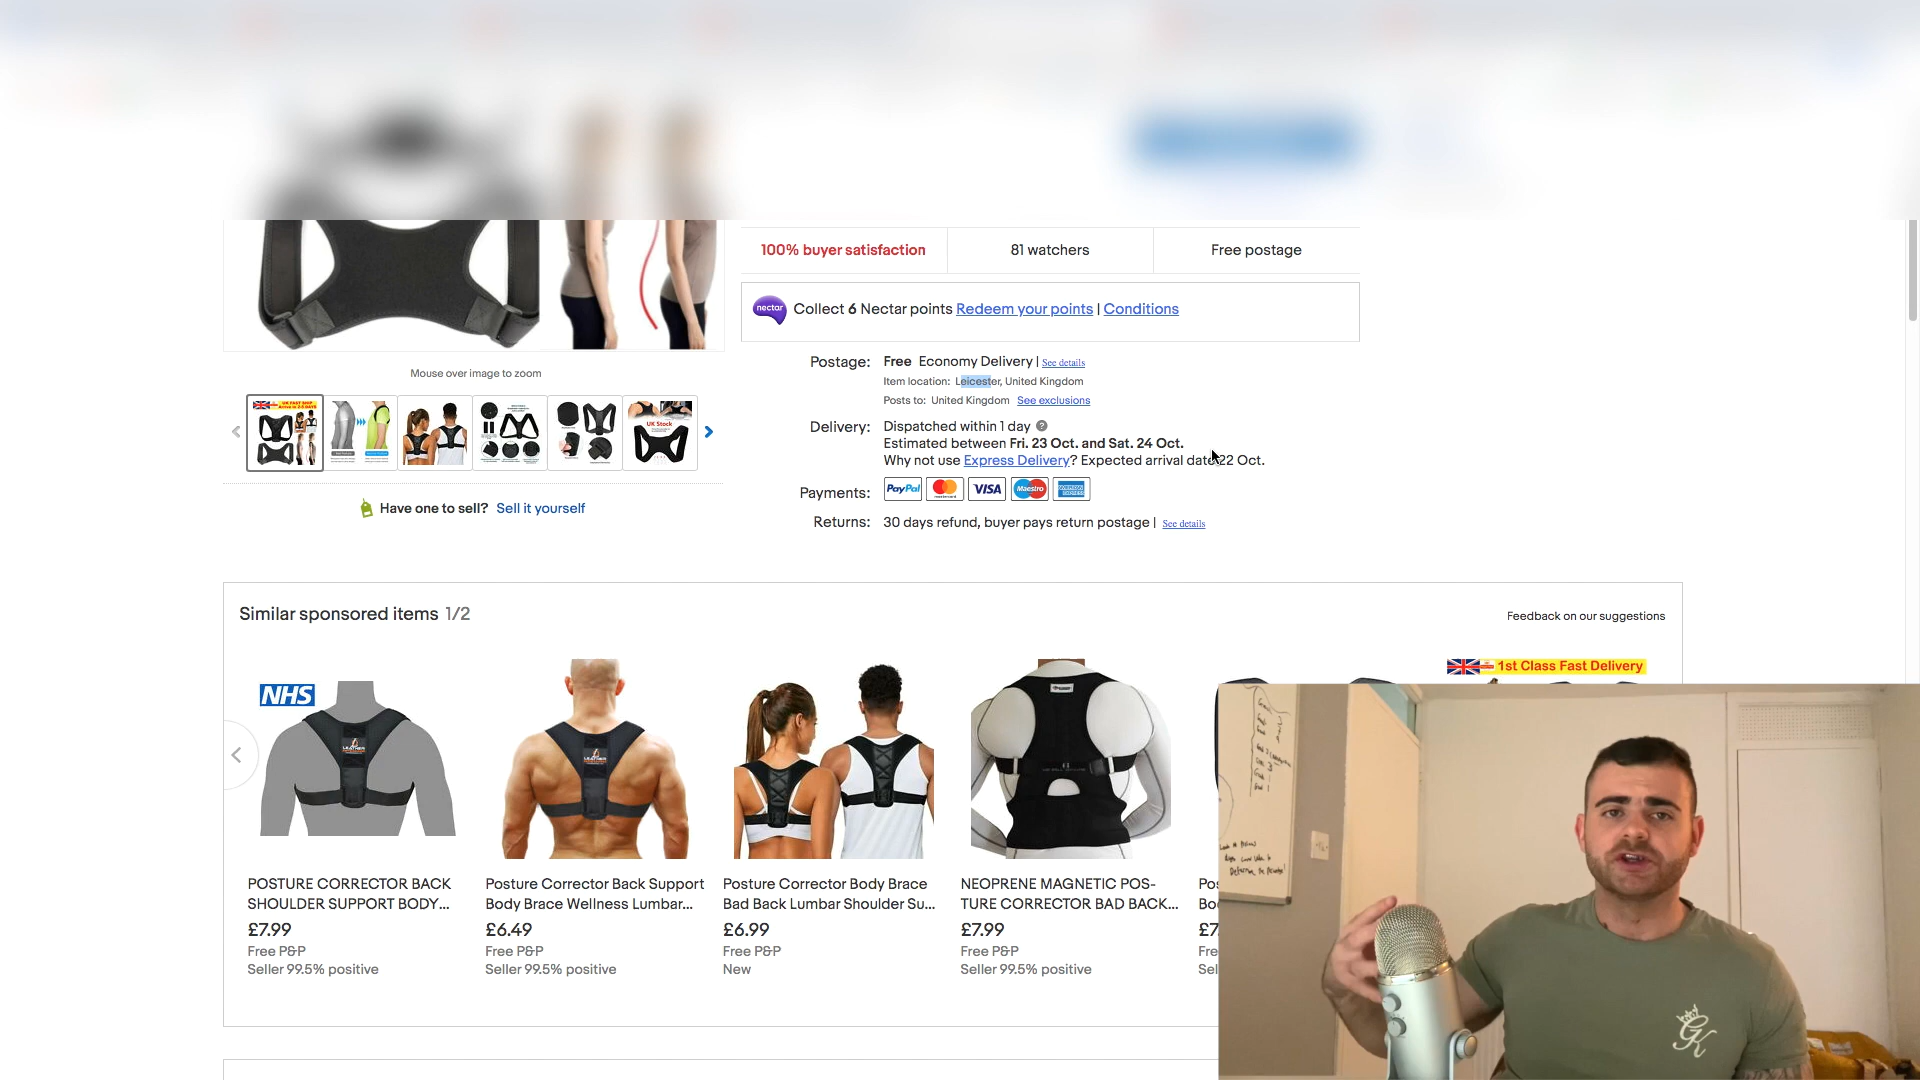 100% buyer satisfaction
81 watchers
Free postage
nectar
Collect 6 Nectar points Redeem your points | Conditions
Postage: Free Economy Delivery | See details
Item location: Leicester, United Kingdom
Posts to: United Kingdom See exclusions
Delivery: Dispatched within 1 day
Estimated between Fri. 23 Oct. and Sat. 24 Oct.
Why not use Express Delivery? Expected arrival date 22 Oct.
Payments: PayPal mastercard VISA Maestro AMERICAN EXPRESS
Returns: 30 days refund, buyer pays return postage | See details
Mouse over image to zoom
UK Stock
Have one to sell? Sell it yourself
Similar sponsored items 1/2
Feedback on our suggestions
NHS
1st Class Fast Delivery
POSTURE CORRECTOR BACK
SHOULDER SUPPORT BODY...
£7.99
Free P&P
Seller 99.5% positive
Posture Corrector Back Support
Body Brace Wellness Lumbar...
£6.49
Free P&P
Seller 99.5% positive
Posture Corrector Body Brace
Bad Back Lumbar Shoulder Su...
£6.99
Free P&P
New
NEOPRENE MAGNETIC POS-
TURE CORRECTOR BAD BACK...
£7.99
Free P&P
Seller 99.5% positive
GK